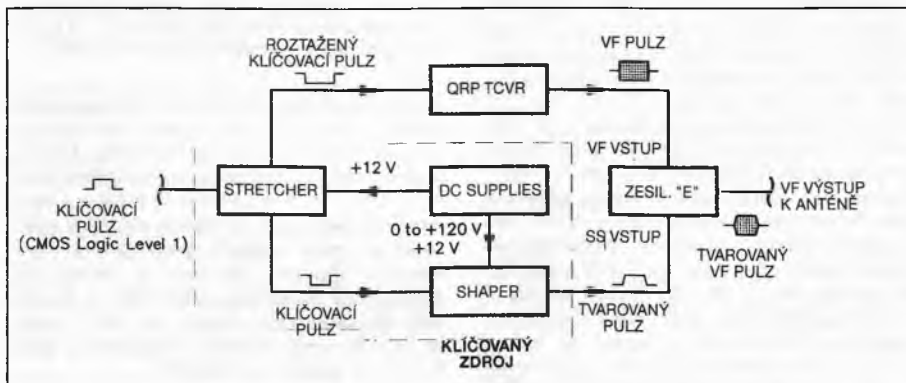 ROZTAŽENÝ
KLÍČOVACÍ PULZ
VF PULZ
QRP TCVR
KLÍČOVACÍ
PULZ
(CMOS Logic Level 1)
STRETCHER
+12 V
DC SUPPLIES
VF VSTUP
ZESIL. "E"
SS VSTUP
VF VÝSTUP
K ANTÉNĚ
TVAROVANÝ
VF PULZ
0 to +120 V
+12 V
KLÍČOVACÍ
PULZ
SHAPER
TVAROVANÝ
PULZ
KLÍČOVANÝ
ZDROJ